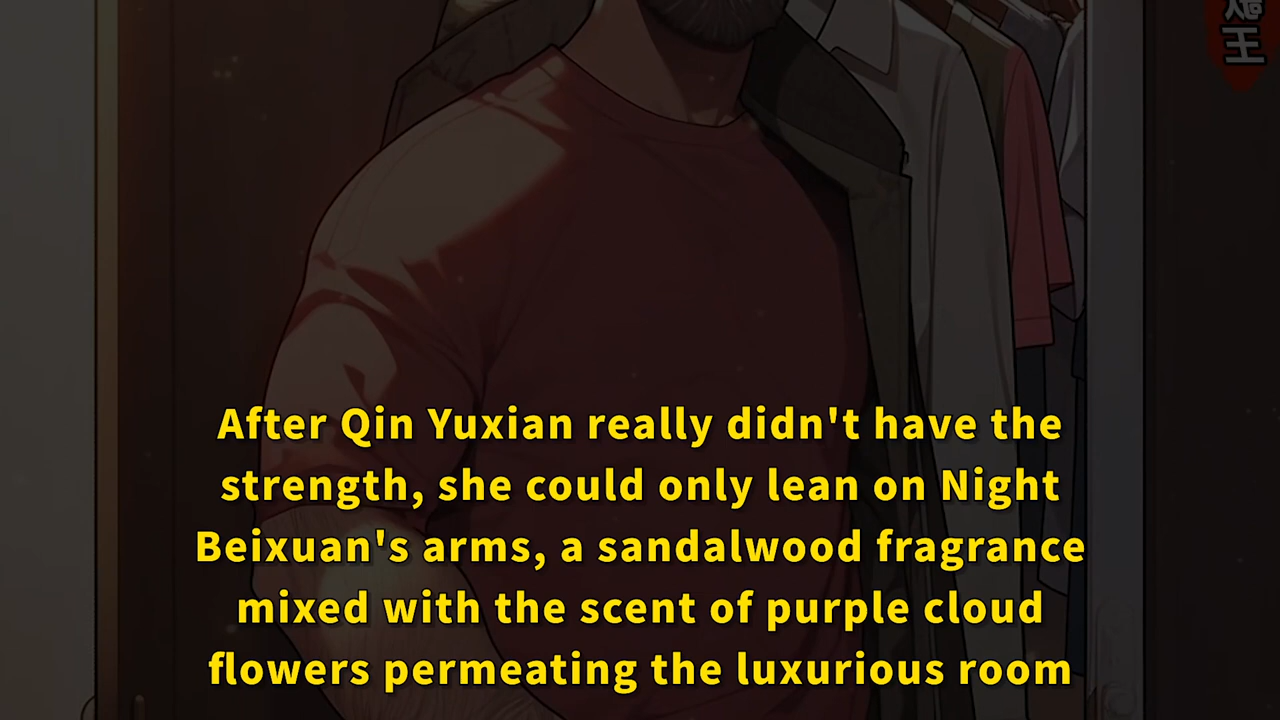 王
After Qin Yuxian really didn't have the
strength, she could only lean on Night
Beixuan's arms, a sandalwood fragrance
mixed with the scent of purple cloud
flowers permeating the luxurious room